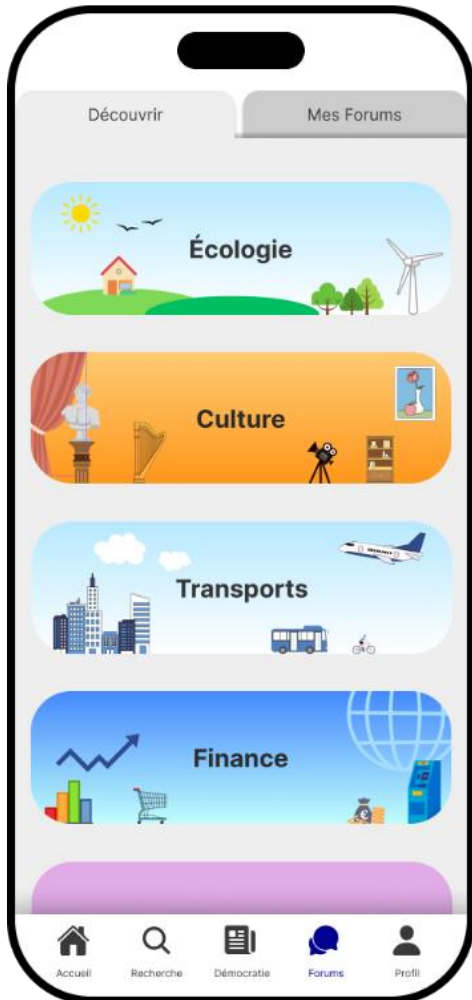 Découvrir
Mes Forums
Écologie
Culture
Transports
Finance
Accueil
Recherche
Démocratie
Forums
Profil